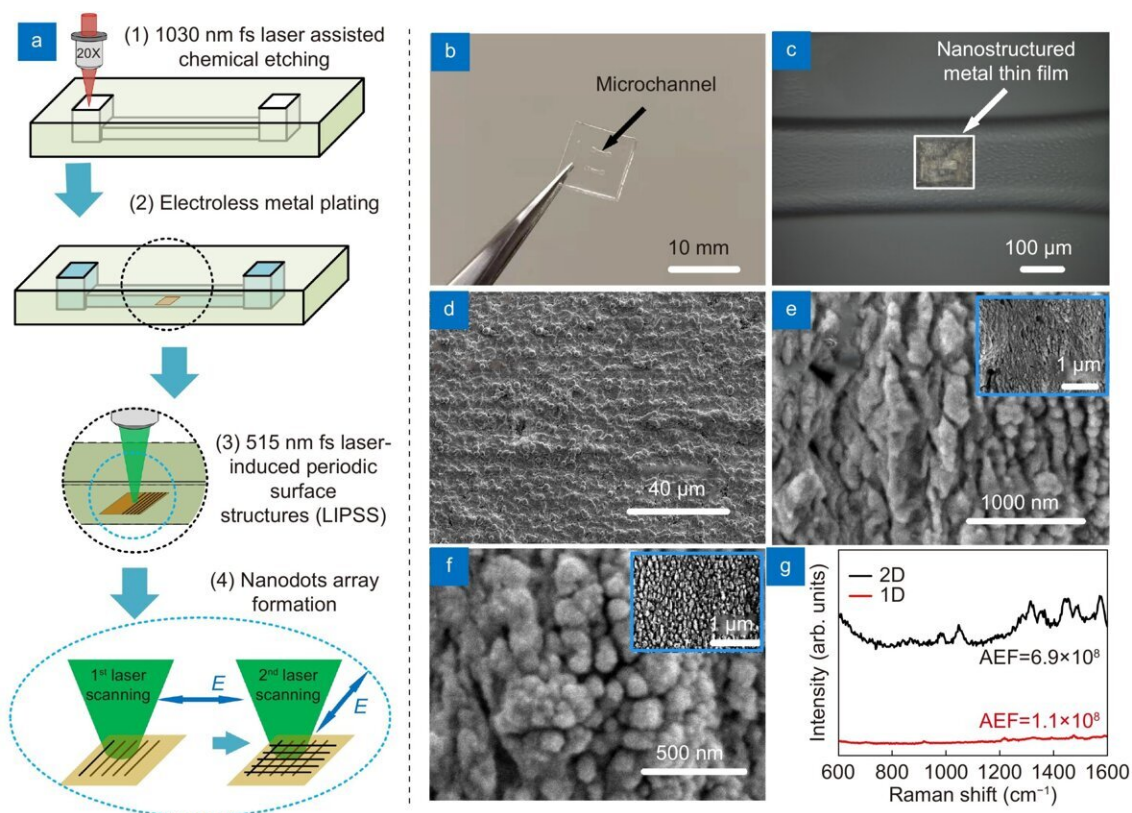 a
(1) 1030 nm fs laser assisted
chemical etching
20X
(2) Electroless metal plating
(3) 515 nm fs laser-
induced periodic
surface
structures (LIPSS)
(4) Nanodots array
formation
1st laser
scanning
E
2nd laser
scanning
E
b
Microchannel
10 mm
c
Nanostructured
metal thin film
100 μm
d
40 μm
e
1 μm
1000 nm
f
1 μm
500 nm
g
2D
1D
AEF=6.9×10⁸
AEF=1.1×10⁸
Intensity (arb. units)
600 800 1000 1200 1400 1600
Raman shift (cm⁻¹)